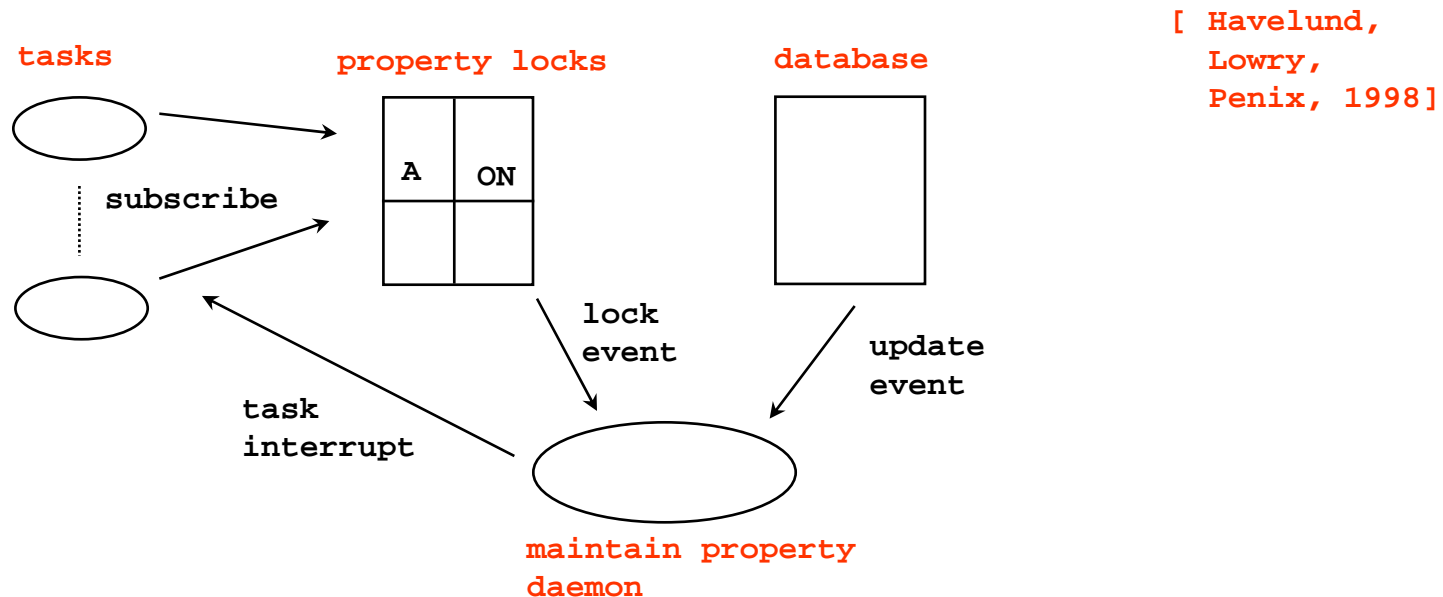 [ Havelund,
Lowry,
Penix, 1998]
tasks
property locks
database
A
ON
subscribe
lock
event
update
event
task
interrupt
maintain property
daemon